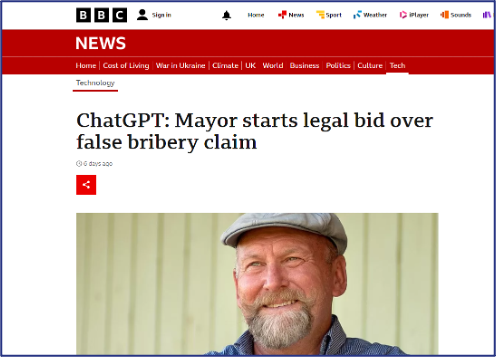 BBC Sign in Home News Sport Weather iPlayer Sounds
NEWS
Home Cost of Living War in Ukraine Climate UK World Business Politics Culture Tech
Technology
ChatGPT: Mayor starts legal bid over
false bribery claim
6 days ago